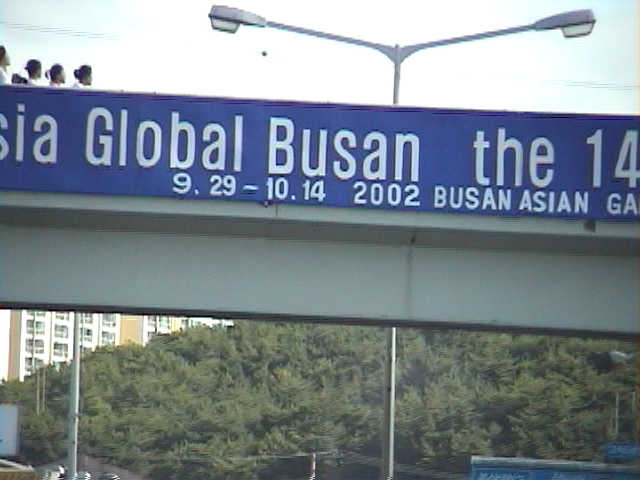 sia Global Busan the 14
9. 29 - 10. 14 2002 BUSAN ASIAN GA